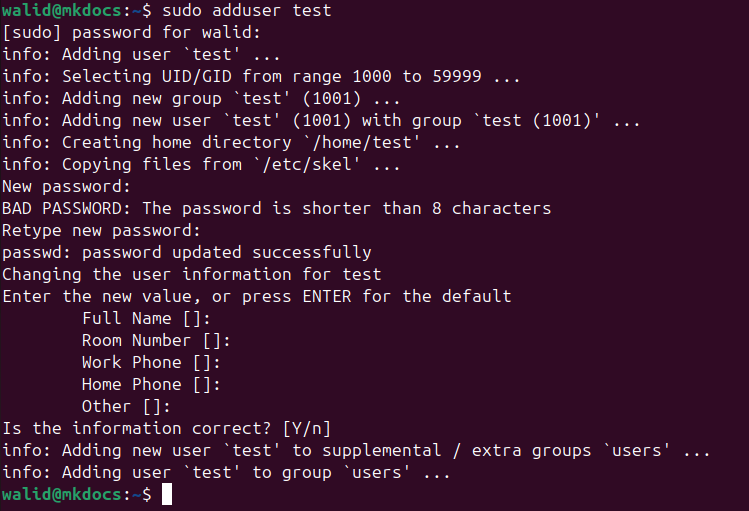 walid@mkdocs:~$ sudo adduser test
[sudo] password for walid:
info: Adding user `test' ...
info: Selecting UID/GID from range 1000 to 59999 ...
info: Adding new group `test' (1001) ...
info: Adding new user `test' (1001) with group `test (1001)' ...
info: Creating home directory `/home/test' ...
info: Copying files from `/etc/skel' ...
New password:
BAD PASSWORD: The password is shorter than 8 characters
Retype new password:
passwd: password updated successfully
Changing the user information for test
Enter the new value, or press ENTER for the default
        Full Name []:
        Room Number []:
        Work Phone []:
        Home Phone []:
        Other []:
Is the information correct? [Y/n]
info: Adding new user `test' to supplemental / extra groups `users' ...
info: Adding user `test' to group `users' ...
walid@mkdocs:~$